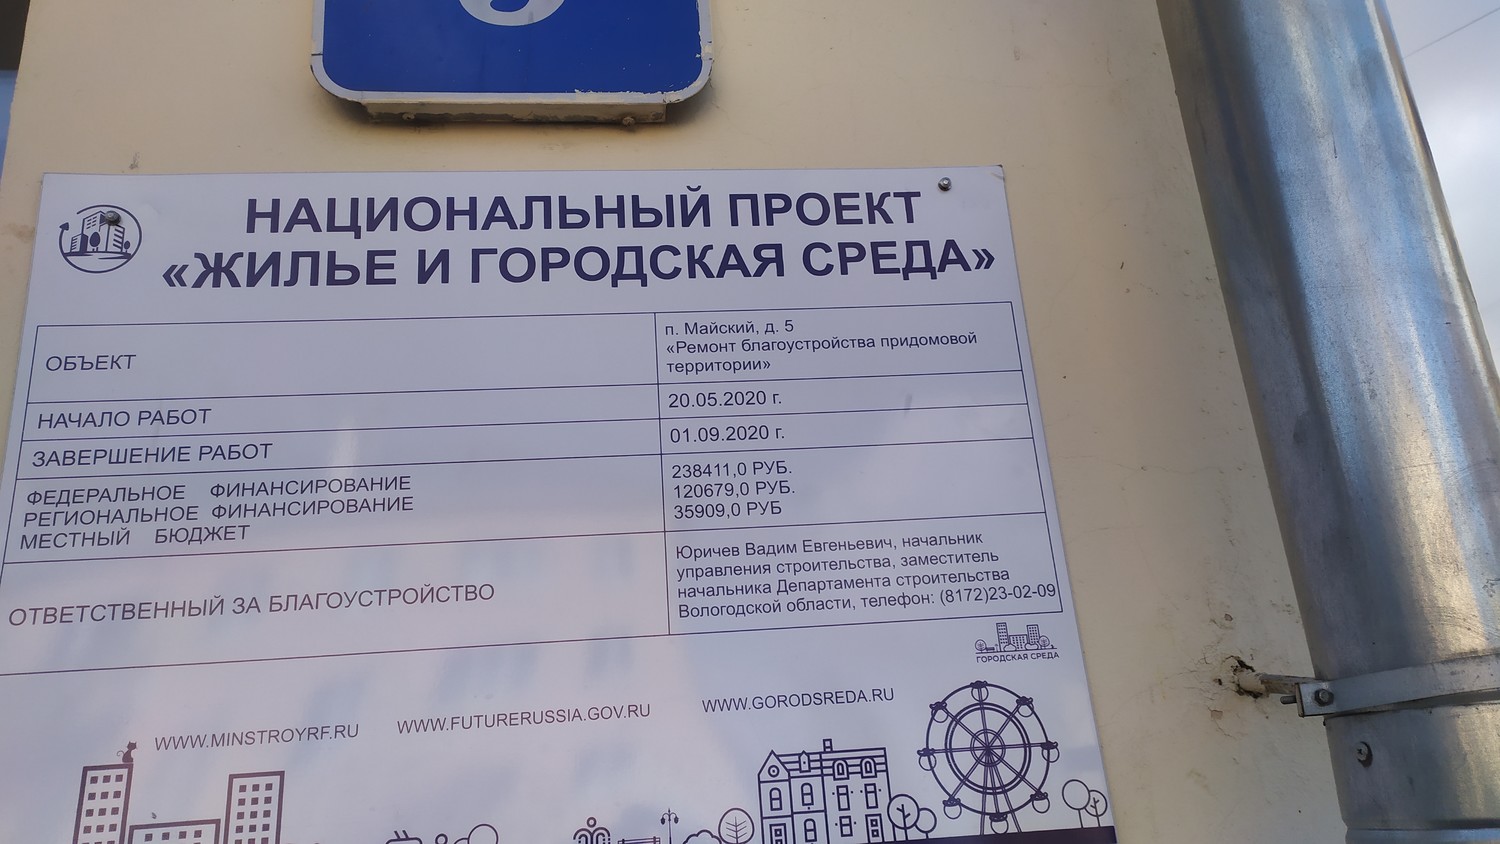 НАЦИОНАЛЬНЫЙ ПРОЕКТ
«ЖИЛЬЕ И ГОРОДСКАЯ СРЕДА»
ОБЪЕКТ
п. Майский, д. 5
«Ремонт благоустройства придомовой
территории»
НАЧАЛО РАБОТ
20.05.2020 г.
ЗАВЕРШЕНИЕ РАБОТ
01.09.2020 г.
ФЕДЕРАЛЬНОЕ ФИНАНСИРОВАНИЕ
РЕГИОНАЛЬНОЕ ФИНАНСИРОВАНИЕ
МЕСТНЫЙ БЮДЖЕТ
238411,0 РУБ.
120679,0 РУБ.
35909,0 РУБ
ОТВЕТСТВЕННЫЙ ЗА БЛАГОУСТРОЙСТВО
Юричев Вадим Евгеньевич, начальник
управления строительства, заместитель
начальника Департамента строительства
Вологодской области, телефон: (8172)23-02-09
ГОРОДСКАЯ СРЕДА
WWW.MINSTROYRF.RU
WWW.FUTURERUSSIA.GOV.RU
WWW.GORODSREDA.RU